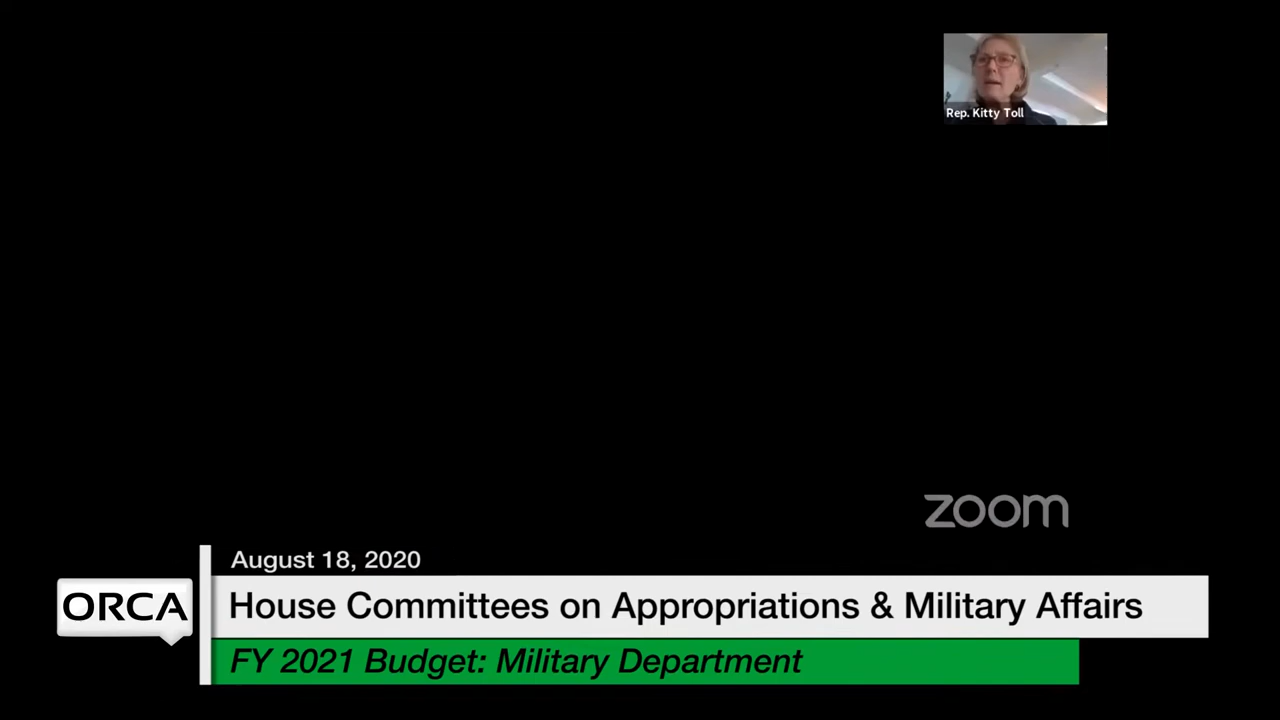 Rep. Kitty Toll
zoom
August 18, 2020
ORCA
House Committees on Appropriations & Military Affairs
FY 2021 Budget: Military Department